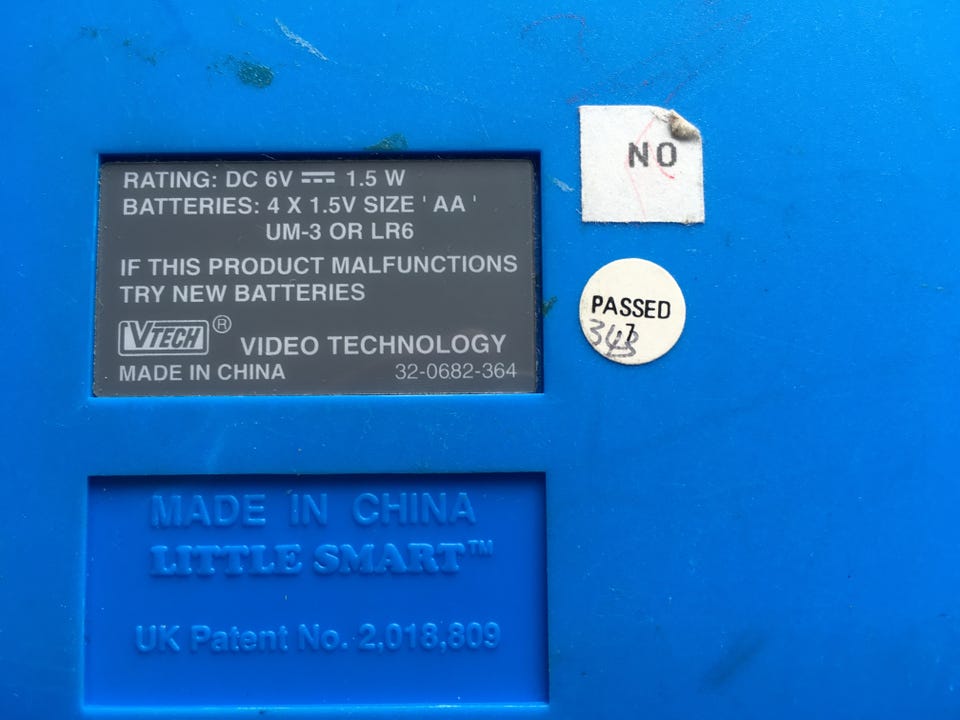 RATING: DC 6V ⎓ 1.5 W
BATTERIES: 4 X 1.5V SIZE ' AA '
UM-3 OR LR6
IF THIS PRODUCT MALFUNCTIONS
TRY NEW BATTERIES
VTECH ® VIDEO TECHNOLOGY
MADE IN CHINA 32-0682-364
NO
PASSED
7
343
MADE IN CHINA
LITTLE SMART™
UK Patent No. 2,018,809